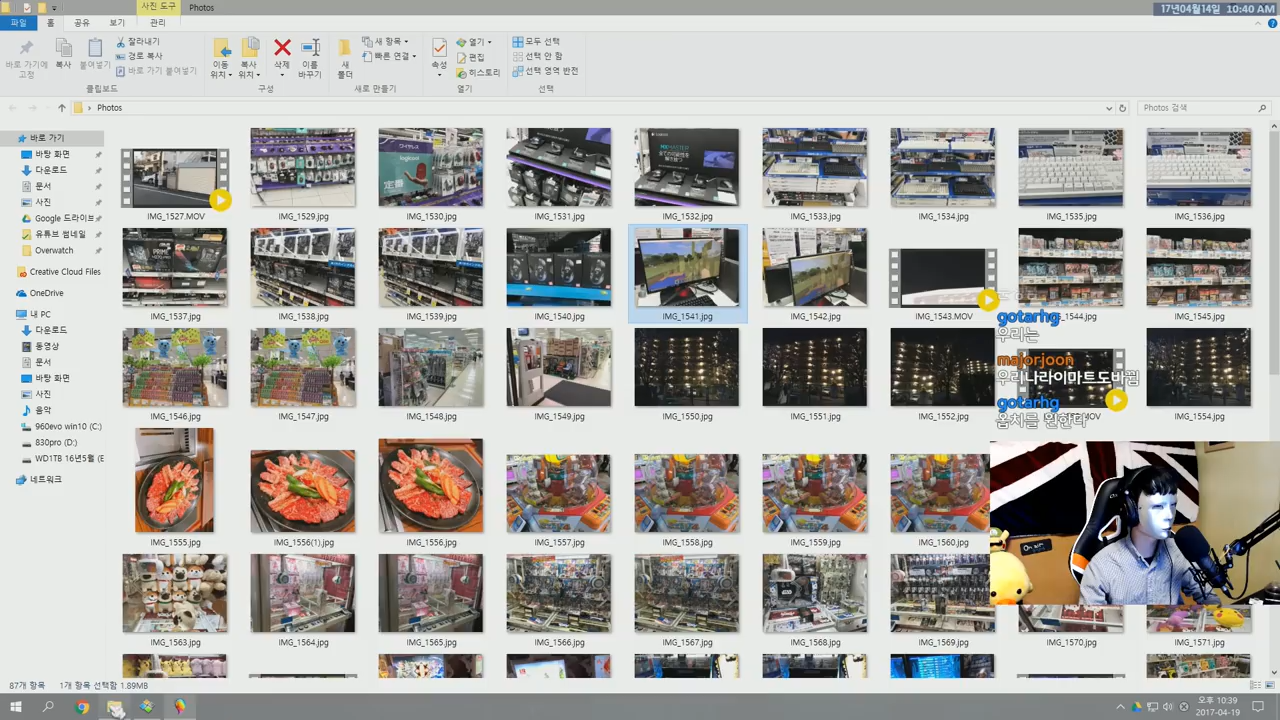 사진 도구
Photos
17년04월14일 10:40 AM
파일
홈
공유
보기
관리
바로 가기에
고정
복사
붙여넣기
잘라내기
경로 복사
바로 가기 붙여넣기
클립보드
이동
위치
복사
위치
삭제
이름
바꾸기
구성
새
폴더
새 항목
빠른 연결
새로 만들기
속성
열기
편집
히스토리
열기
모두 선택
선택 안 함
선택 영역 반전
선택
Photos
Photos 검색
바로 가기
바탕 화면
다운로드
문서
사진
Google 드라이브
유튜브 썸네일
Overwatch
Creative Cloud Files
OneDrive
내 PC
다운로드
동영상
문서
바탕 화면
사진
음악
960evo win10 (C:)
830pro (D:)
WD1TB 16년5월 (E
네트워크
IMG_1527.MOV
IMG_1529.jpg
IMG_1530.jpg
IMG_1531.jpg
IMG_1532.jpg
IMG_1533.jpg
IMG_1534.jpg
IMG_1535.jpg
IMG_1536.jpg
IMG_1537.jpg
IMG_1538.jpg
IMG_1539.jpg
IMG_1540.jpg
IMG_1541.jpg
IMG_1542.jpg
IMG_1543.MOV
_1544.jpg
IMG_1545.jpg
gotarhg
우리는
majorjoon
우리나라이마트도바뀜
gotarhg
옵치를 원한다
IMG_1546.jpg
IMG_1547.jpg
IMG_1548.jpg
IMG_1549.jpg
IMG_1550.jpg
IMG_1551.jpg
IMG_1552.jpg
OV
IMG_1554.jpg
IMG_1555.jpg
IMG_1556(1).jpg
IMG_1556.jpg
IMG_1557.jpg
IMG_1558.jpg
IMG_1559.jpg
IMG_1560.jpg
IMG_1563.jpg
IMG_1564.jpg
IMG_1565.jpg
IMG_1566.jpg
IMG_1567.jpg
IMG_1568.jpg
IMG_1569.jpg
IMG_1570.jpg
IMG_1571.jpg
87개 항목
1개 항목 선택함 1.89MB
오후 10:39
2017-04-19